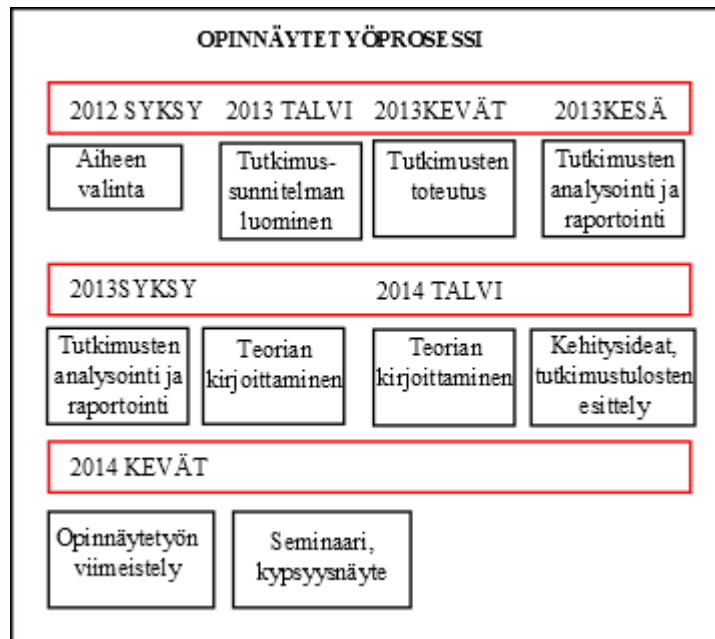 OPINNÄYTETYÖPROSESSI
2012 SYKSY 2013 TALVI 2013KEVÄT 2013KESÄ
Aiheen
valinta
Tutkimus-
sunnitelman
luominen
Tutkimusten
toteutus
Tutkimusten
analysointi ja
raportointi
2013SYKSY 2014 TALVI
Tutkimusten
analysointi ja
raportointi
Teorian
kirjoittaminen
Teorian
kirjoittaminen
Kehitysideat,
tutkimustulosten
esittely
2014 KEVÄT
Opinnäytetyön
viimeistely
Seminaari,
kypsyysnäyte